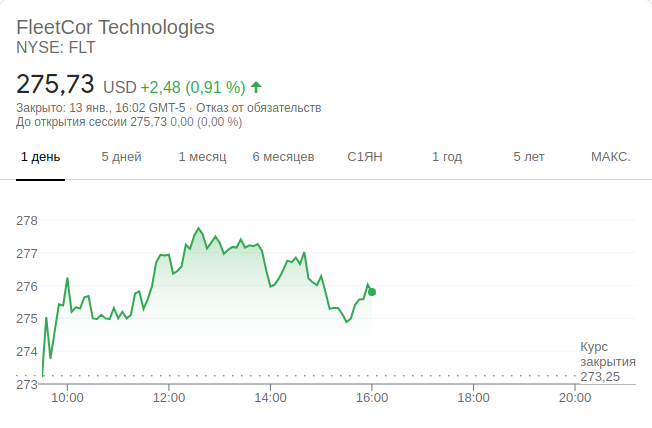 FleetCor Technologies
NYSE: FLT
275,73 USD +2,48 (0,91 %)
Закрыто: 13 янв., 16:02 GMT-5 · Отказ от обязательств
До открытия сессии 275,73 0,00 (0,00 %)
1 день 5 дней 1 месяц 6 месяцев С1ЯН 1 год 5 лет МАКС.
278
277
276
275
274
Курс
закрытия
273,25
273
10:00 12:00 14:00 16:00 18:00 20:00